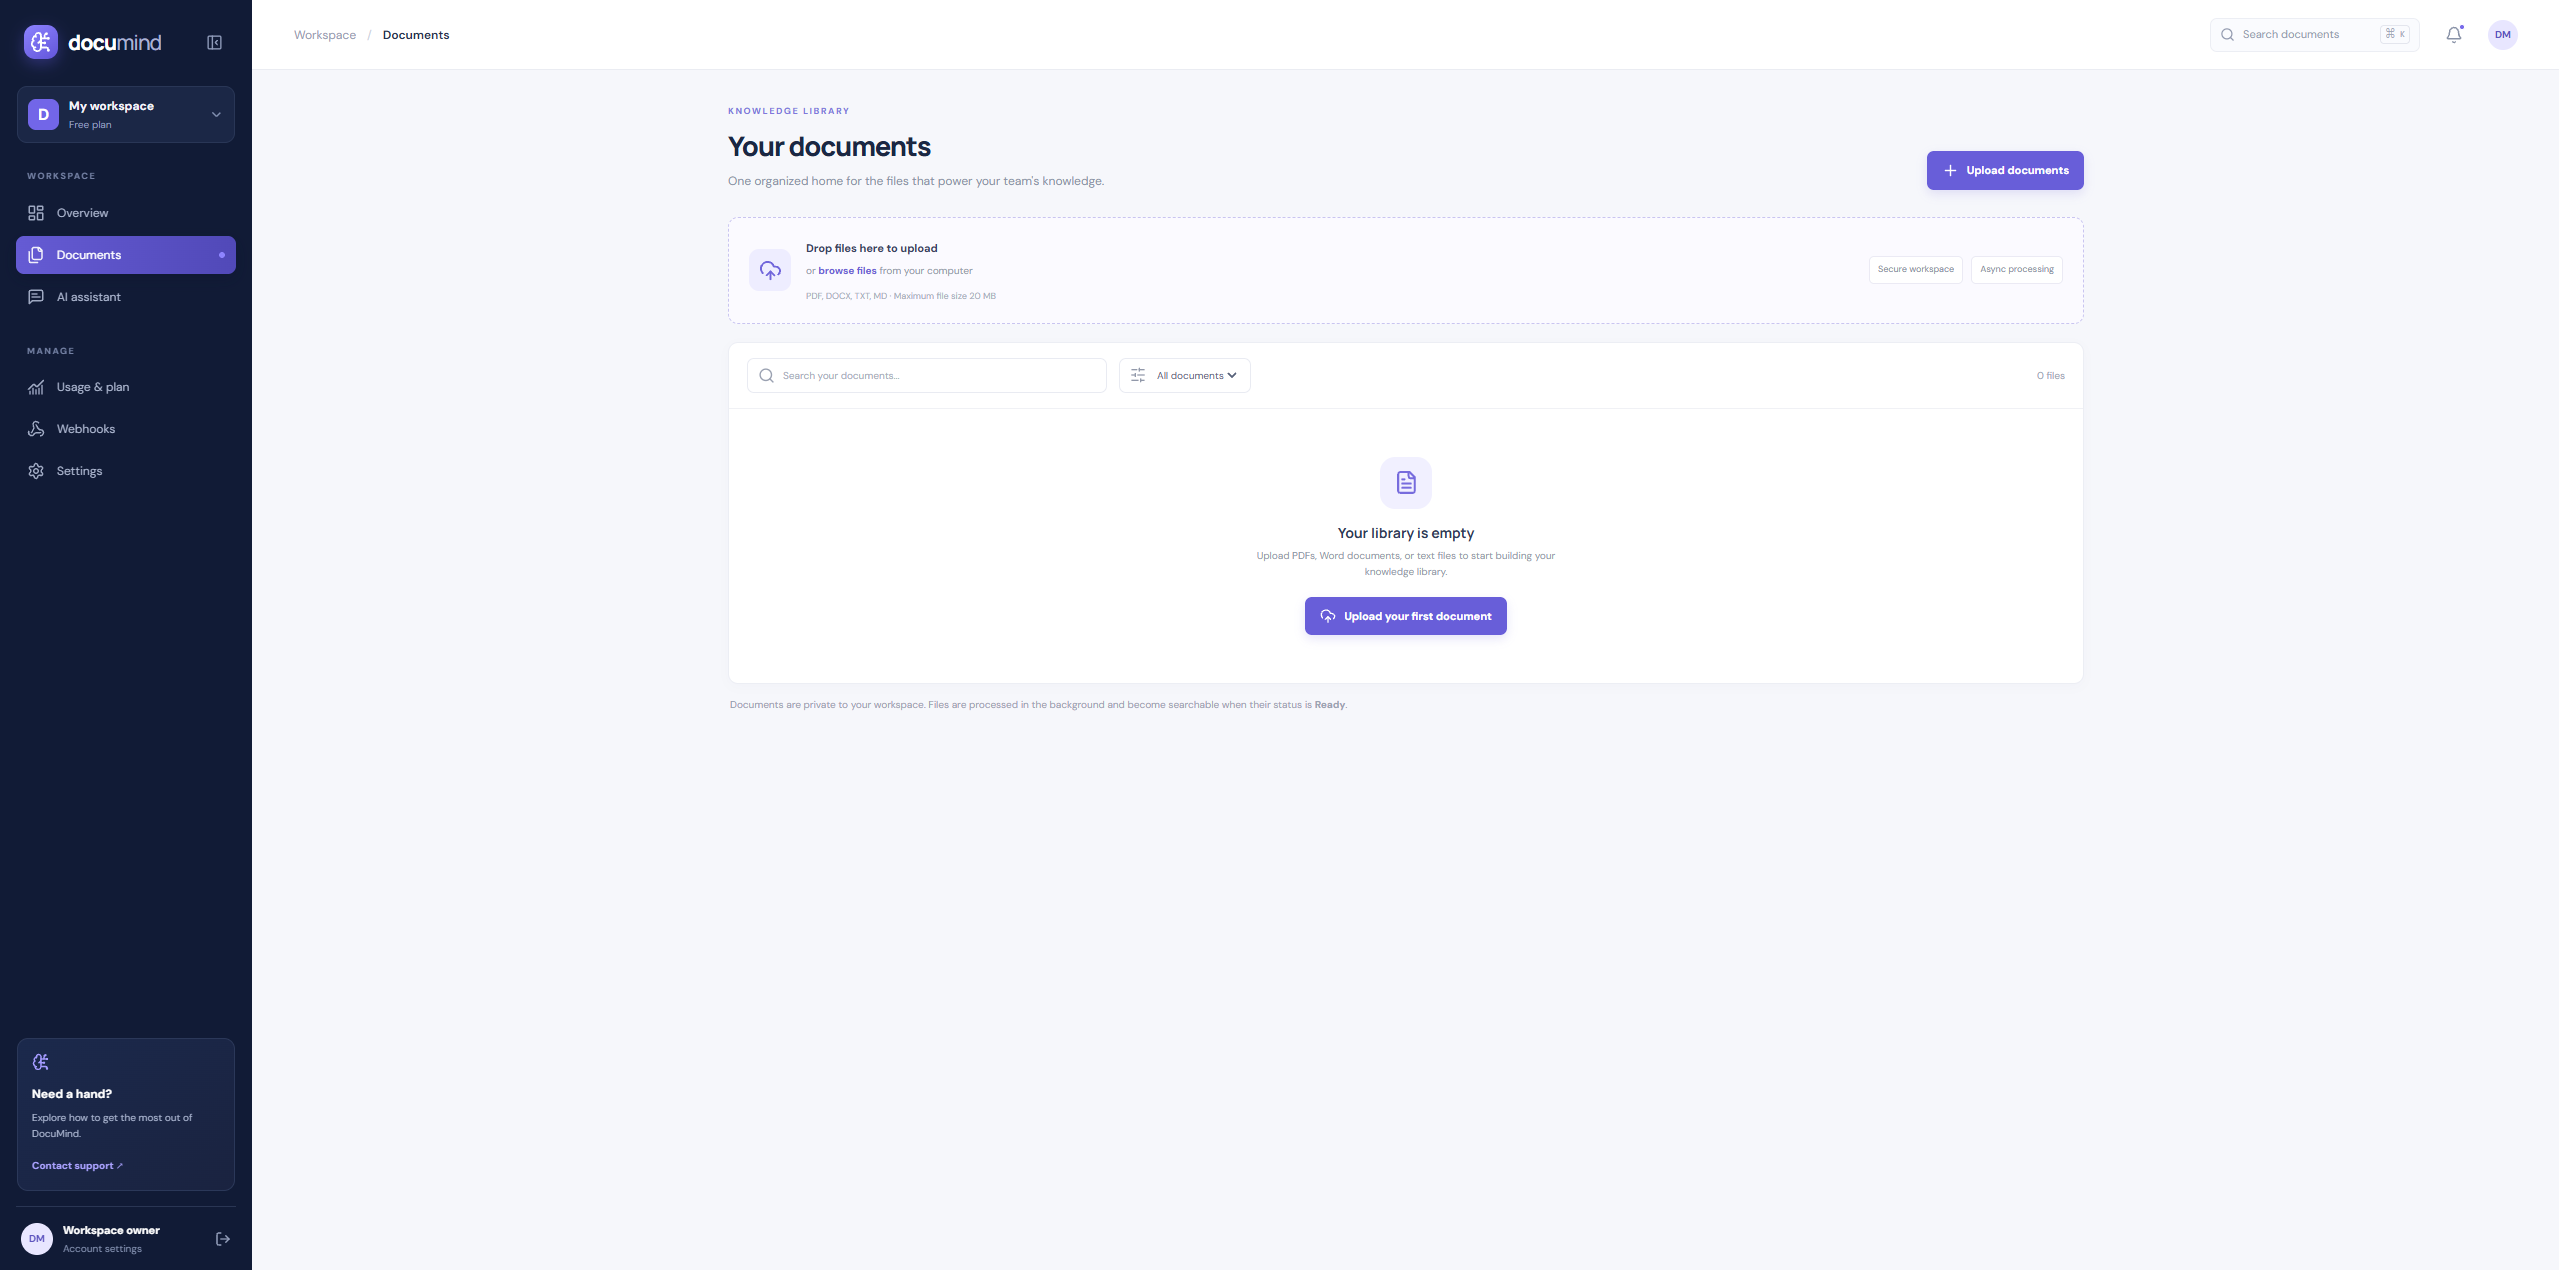 documind
D
My workspace
Free plan
WORKSPACE
Overview
Documents
AI assistant
MANAGE
Usage & plan
Webhooks
Settings
Need a hand?
Explore how to get the most out of
DocuMind.
Contact support ↗
DM
Workspace owner
Account settings
Workspace / Documents
Search documents
⌘ K
DM
KNOWLEDGE LIBRARY
Your documents
One organized home for the files that power your team's knowledge.
Upload documents
Drop files here to upload
or browse files from your computer
PDF, DOCX, TXT, MD · Maximum file size 20 MB
Secure workspace
Async processing
Search your documents...
All documents
0 files
Your library is empty
Upload PDFs, Word documents, or text files to start building your
knowledge library.
Upload your first document
Documents are private to your workspace. Files are processed in the background and become searchable when their status is Ready.